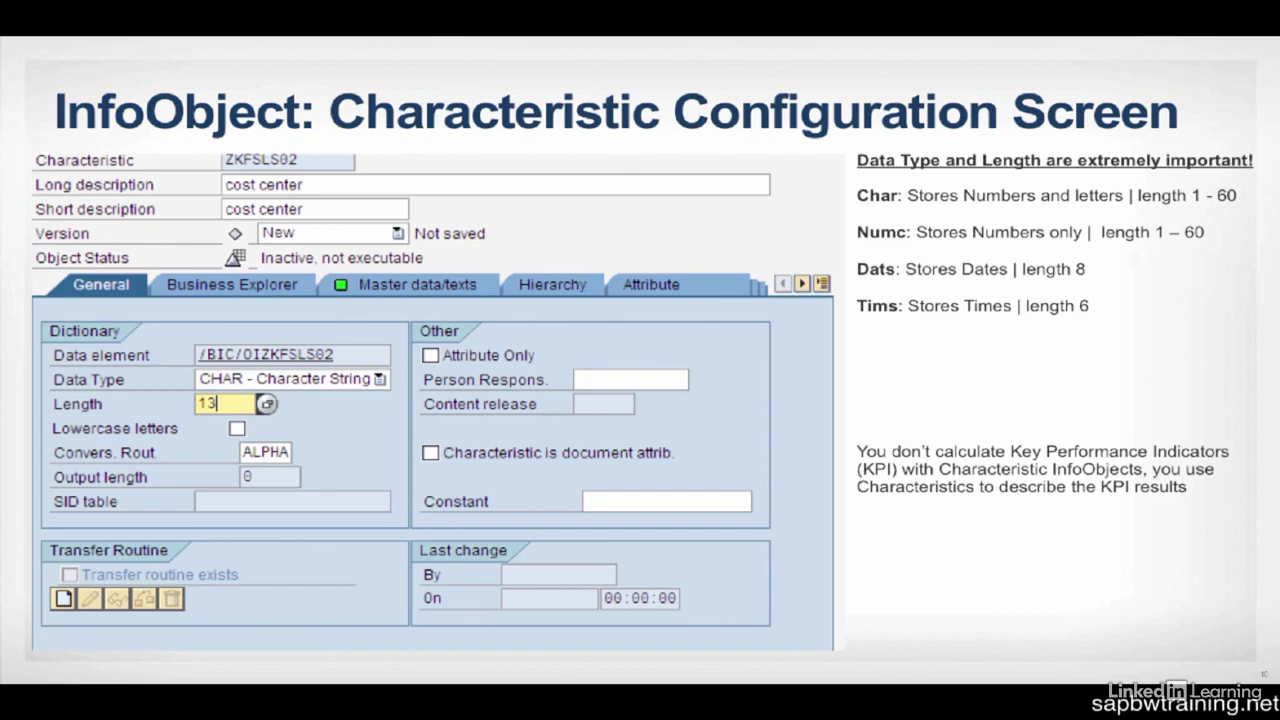 InfoObject: Characteristic Configuration Screen
Characteristic ZKFSLS02
Long description cost center
Short description cost center
Version New Not saved
Object Status Inactive, not executable
General Business Explorer Master data/texts Hierarchy Attribute
Dictionary
Data element /BIC/OIZKFSLS02
Data Type CHAR - Character String
Length 13
Lowercase letters
Convers. Rout. ALPHA
Output length 0
SID table
Other
Attribute Only
Person Respons.
Content release
Characteristic is document attrib.
Constant
Transfer Routine
Transfer routine exists
Last change
By
On 00:00:00
Data Type and Length are extremely important!
Char: Stores Numbers and letters | length 1 - 60
Numc: Stores Numbers only | length 1 – 60
Dats: Stores Dates | length 8
Tims: Stores Times | length 6
You don't calculate Key Performance Indicators
(KPI) with Characteristic InfoObjects, you use
Characteristics to describe the KPI results
10
LinkedIn Learning
sapbwtraining.net